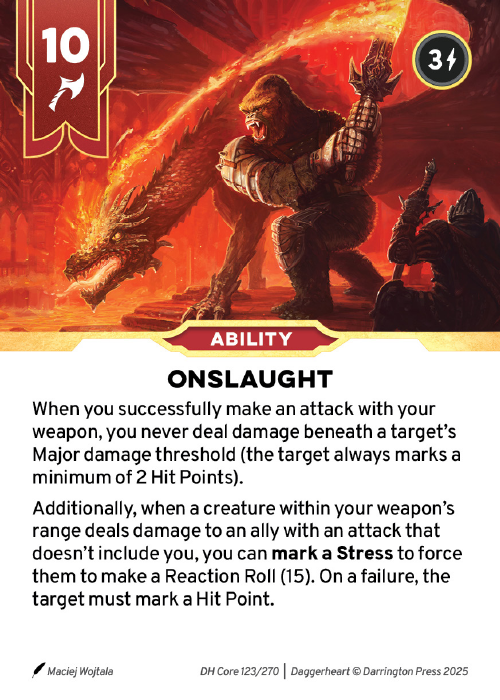 10
3
ABILITY
ONSLAUGHT
When you successfully make an attack with your
weapon, you never deal damage beneath a target's
Major damage threshold (the target always marks a
minimum of 2 Hit Points).
Additionally, when a creature within your weapon's
range deals damage to an ally with an attack that
doesn't include you, you can mark a Stress to force
them to make a Reaction Roll (15). On a failure, the
target must mark a Hit Point.
Maciej Wojtala
DH Core 123/270 | Daggerheart © Darrington Press 2025